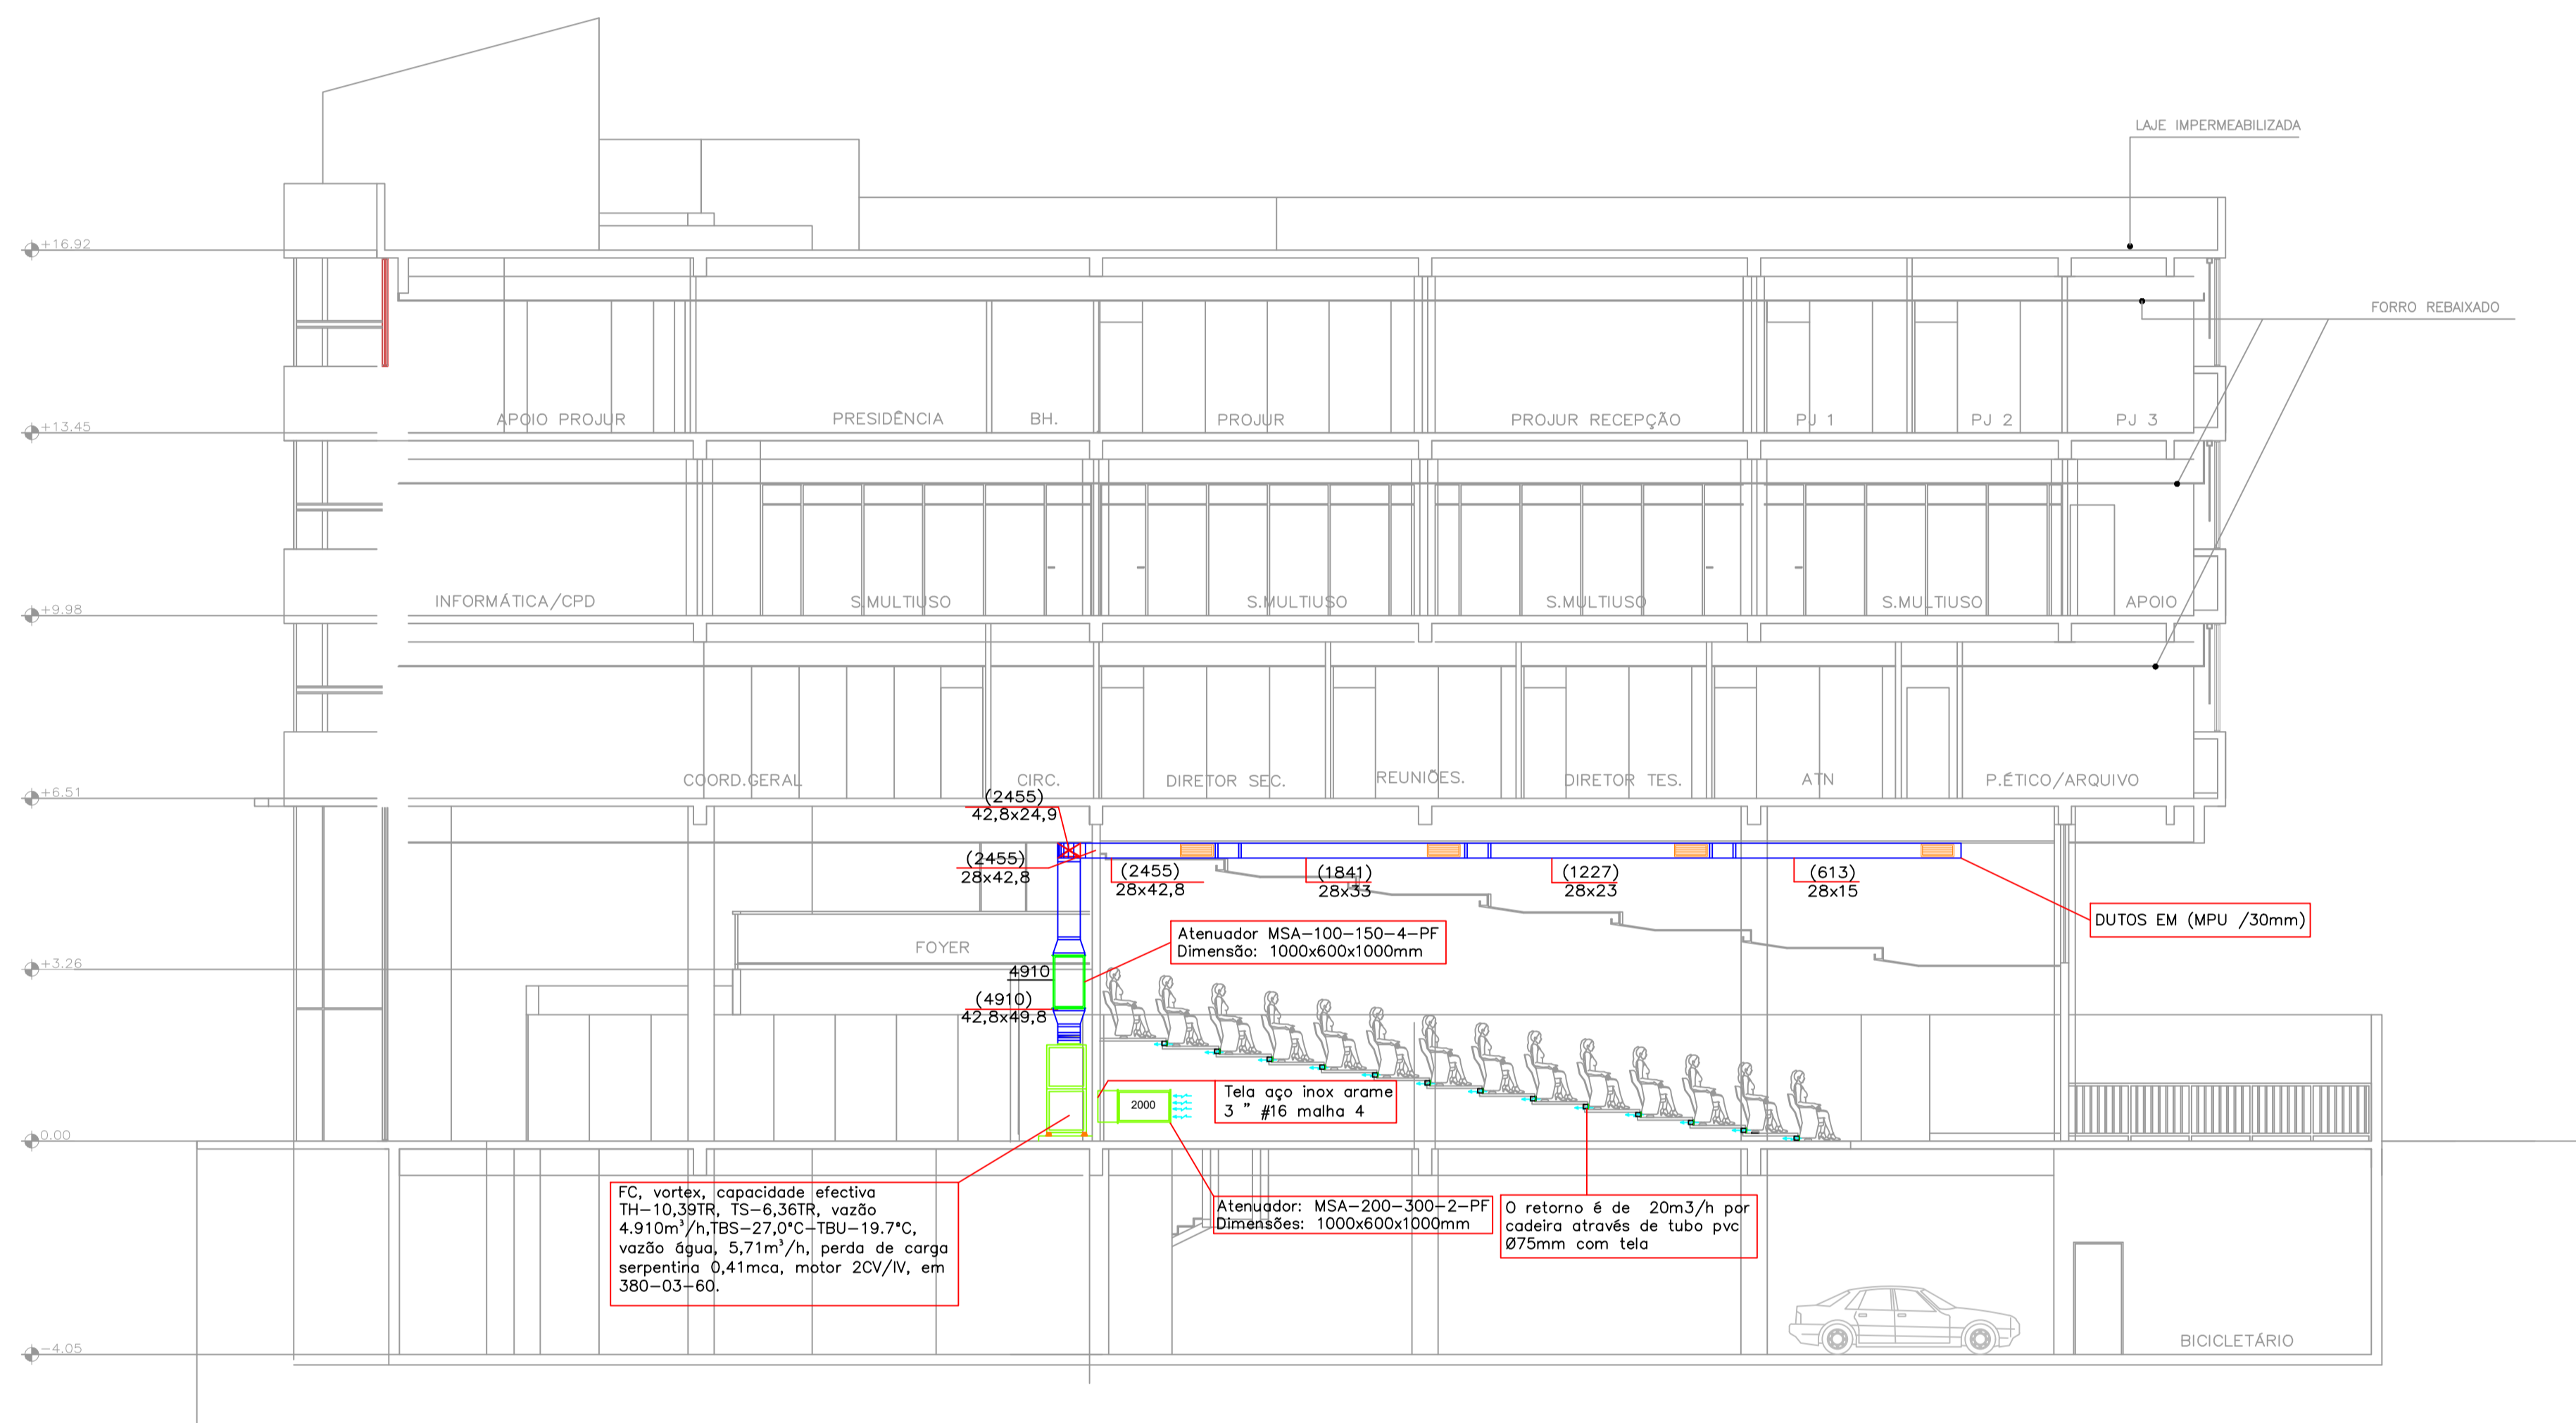 LAJE IMPERMEABILIZADA
+16.92
FORRO REBAIXADO
APOIO PROJUR
PRESIDÊNCIA
BH.
PROJUR
PROJUR RECEPÇÃO
PJ 1
PJ 2
PJ 3
+13.45
INFORMÁTICA/CPD
S.MULTIUSO
S.MULTIUSO
S.MULTIUSO
S.MULTIUSO
APOIO
+9.98
COORD.GERAL
CIRC.
DIRETOR SEC.
REUNIÕES.
DIRETOR TES.
ATN
P.ÉTICO/ARQUIVO
+6.51
(2455)
42,8x24,9
(2455)
28x42,8
(2455)
28x42,8
(1841)
28x33
(1227)
28x23
(613)
28x15
DUTOS EM (MPU /30mm)
FOYER
Atenuador MSA-100-150-4-PF
Dimensão: 1000x600x1000mm
+3.26
4910
(4910)
42,8x49,8
Tela aço inox arame
3 " #16 malha 4
2000
0.00
FC, vortex, capacidade efectiva
TH-10,39TR, TS-6,36TR, vazão
4.910m³/h,TBS-27,0°C-TBU-19.7°C,
vazão água, 5,71m³/h, perda de carga
serpentina 0,41mca, motor 2CV/IV, em
380-03-60.
Atenuador: MSA-200-300-2-PF
Dimensões: 1000x600x1000mm
O retorno é de 20m3/h por
cadeira através de tubo pvc
Ø75mm com tela
BICICLETÁRIO
-4.05